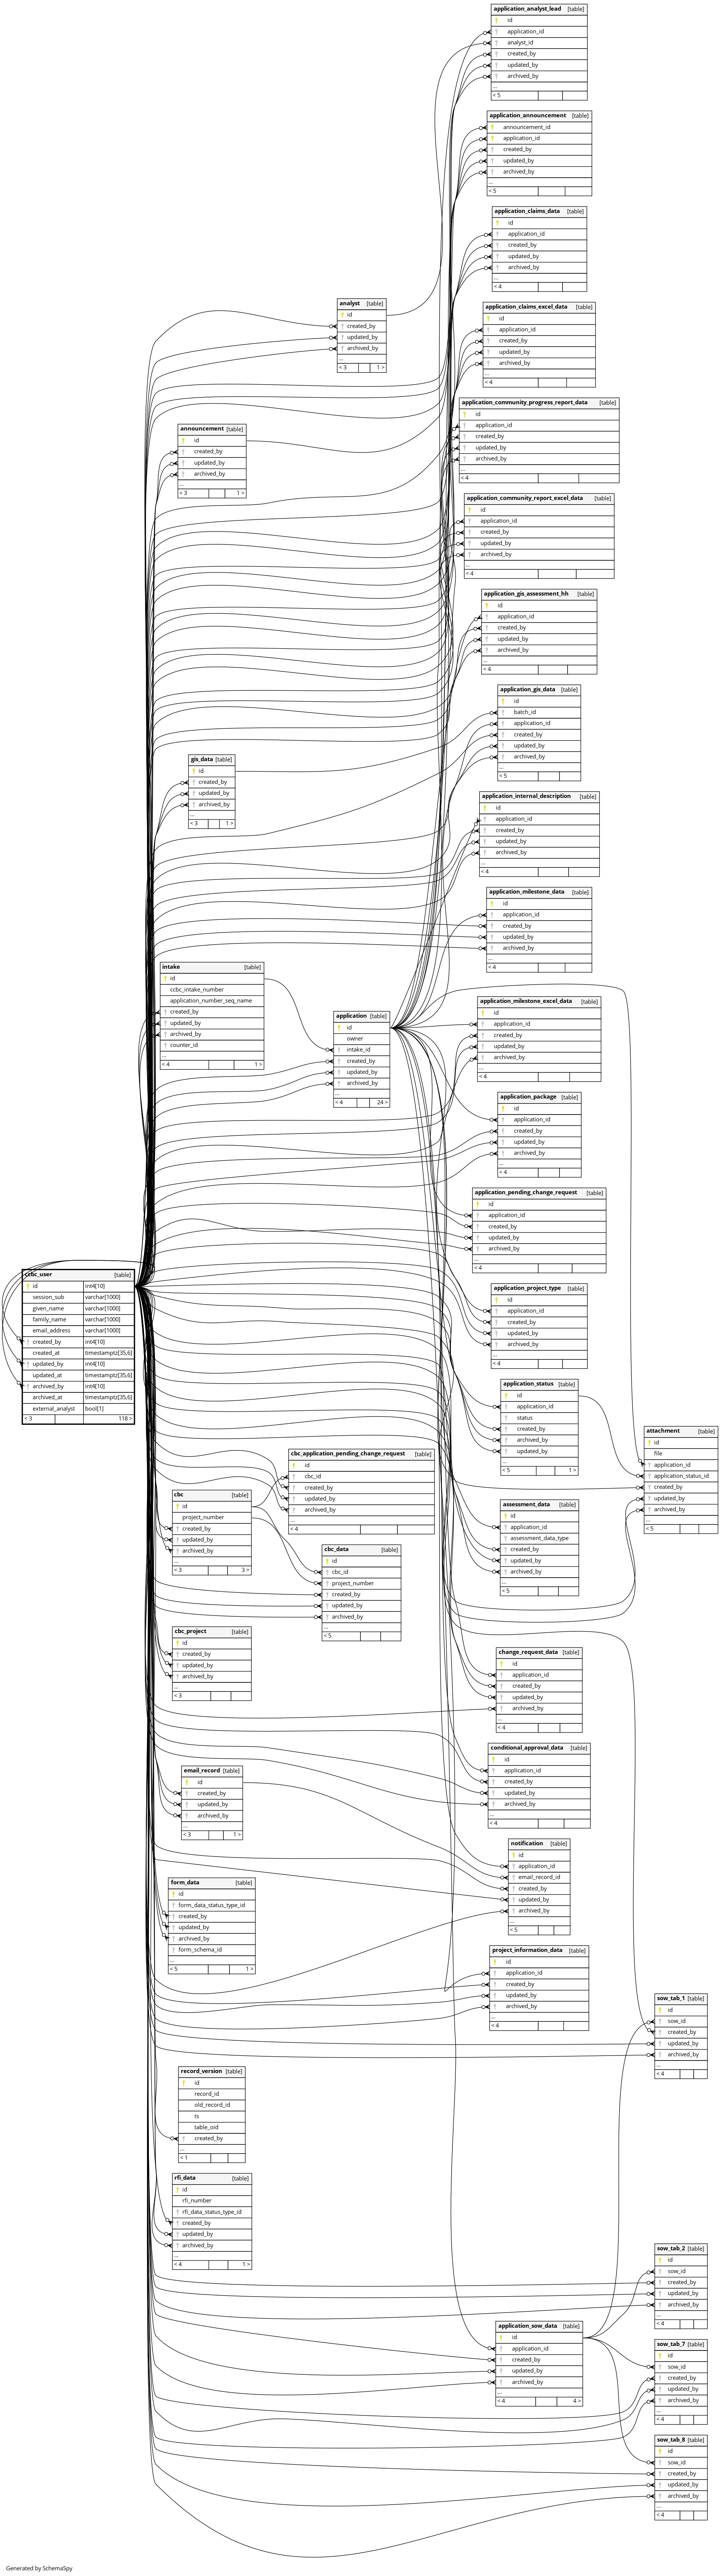 application_analyst_lead [table]
id
application_id
analyst_id
created_by
updated_by
archived_by
...
< 5
application_announcement [table]
announcement_id
application_id
created_by
updated_by
archived_by
...
< 5
application_claims_data [table]
id
application_id
created_by
updated_by
archived_by
...
< 4
analyst [table]
id
created_by
updated_by
archived_by
...
< 3 1 >
application_claims_excel_data [table]
id
application_id
created_by
updated_by
archived_by
...
< 4
application_community_progress_report_data [table]
id
application_id
created_by
updated_by
archived_by
...
< 4
announcement [table]
id
created_by
updated_by
archived_by
...
< 3 1 >
application_community_report_excel_data [table]
id
application_id
created_by
updated_by
archived_by
...
< 4
application_gis_assessment_hh [table]
id
application_id
created_by
updated_by
archived_by
...
< 4
application_gis_data [table]
id
batch_id
application_id
created_by
updated_by
archived_by
...
< 5
gis_data [table]
id
created_by
updated_by
archived_by
...
< 3 1 >
application_internal_description [table]
id
application_id
created_by
updated_by
archived_by
...
< 4
application_milestone_data [table]
id
application_id
created_by
updated_by
archived_by
...
< 4
intake [table]
id
ccbc_intake_number
application_number_seq_name
created_by
updated_by
archived_by
counter_id
...
< 4 1 >
application [table]
id
owner
intake_id
created_by
updated_by
archived_by
...
< 4 24 >
application_milestone_excel_data [table]
id
application_id
created_by
updated_by
archived_by
...
< 4
application_package [table]
id
application_id
created_by
updated_by
archived_by
...
< 4
application_pending_change_request [table]
id
application_id
created_by
updated_by
archived_by
...
< 4
ccbc_user [table]
id int4[10]
session_sub varchar[1000]
given_name varchar[1000]
family_name varchar[1000]
email_address varchar[1000]
created_by int4[10]
created_at timestamptz[35,6]
updated_by int4[10]
updated_at timestamptz[35,6]
archived_by int4[10]
archived_at timestamptz[35,6]
external_analyst bool[1]
< 3 118 >
application_project_type [table]
id
application_id
created_by
updated_by
archived_by
...
< 4
application_status [table]
id
application_id
status
created_by
archived_by
updated_by
...
< 5 1 >
attachment [table]
id
file
application_id
application_status_id
created_by
updated_by
archived_by
...
< 5
cbc_application_pending_change_request [table]
id
cbc_id
created_by
updated_by
archived_by
...
< 4
cbc [table]
id
project_number
created_by
updated_by
archived_by
...
< 3 3 >
assessment_data [table]
id
application_id
assessment_data_type
created_by
updated_by
archived_by
...
< 5
cbc_data [table]
id
cbc_id
project_number
created_by
updated_by
archived_by
...
< 5
cbc_project [table]
id
created_by
updated_by
archived_by
...
< 3
change_request_data [table]
id
application_id
created_by
updated_by
archived_by
...
< 4
conditional_approval_data [table]
id
application_id
created_by
updated_by
archived_by
...
< 4
email_record [table]
id
created_by
updated_by
archived_by
...
< 3 1 >
notification [table]
id
application_id
email_record_id
created_by
updated_by
archived_by
...
< 5
form_data [table]
id
form_data_status_type_id
created_by
updated_by
archived_by
form_schema_id
...
< 5 1 >
project_information_data [table]
id
application_id
created_by
updated_by
archived_by
...
< 4
sow_tab_1 [table]
id
sow_id
created_by
updated_by
archived_by
...
< 4
record_version [table]
id
record_id
old_record_id
ts
table_oid
created_by
...
< 1
rfi_data [table]
id
rfi_number
rfi_data_status_type_id
created_by
updated_by
archived_by
...
< 4 1 >
sow_tab_2 [table]
id
sow_id
created_by
updated_by
archived_by
...
< 4
application_sow_data [table]
id
application_id
created_by
updated_by
archived_by
...
< 4 4 >
sow_tab_7 [table]
id
sow_id
created_by
updated_by
archived_by
...
< 4
sow_tab_8 [table]
id
sow_id
created_by
updated_by
archived_by
...
< 4
Generated by SchemaSpy